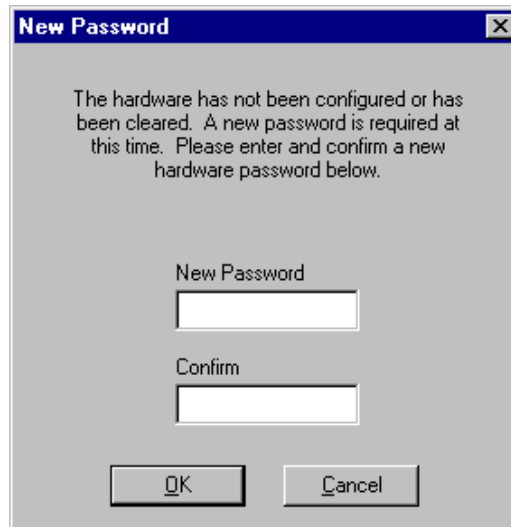 New Password
The hardware has not been configured or has
been cleared. A new password is required at
this time. Please enter and confirm a new
hardware password below.
New Password
Confirm
OK Cancel